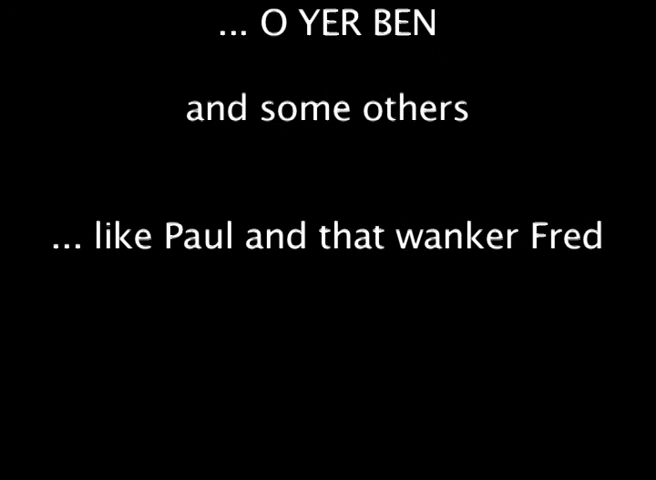 ... O YER BEN
and some others
... like Paul and that wanker Fred